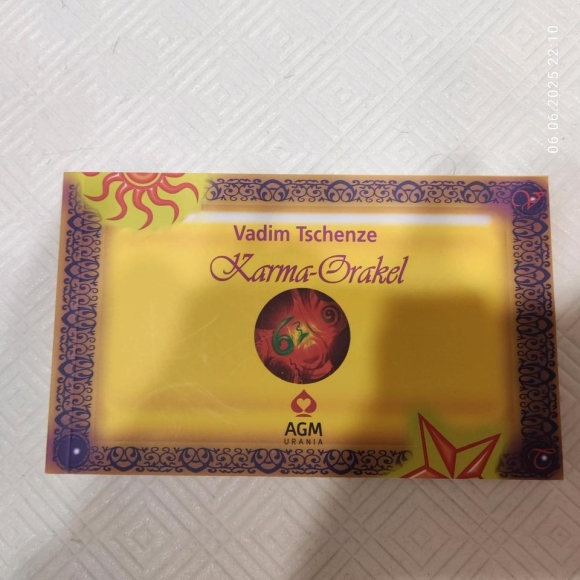 06.06.2025 22:10
Vadim Tschenze
Karma-Orakel
AGM
URANIA